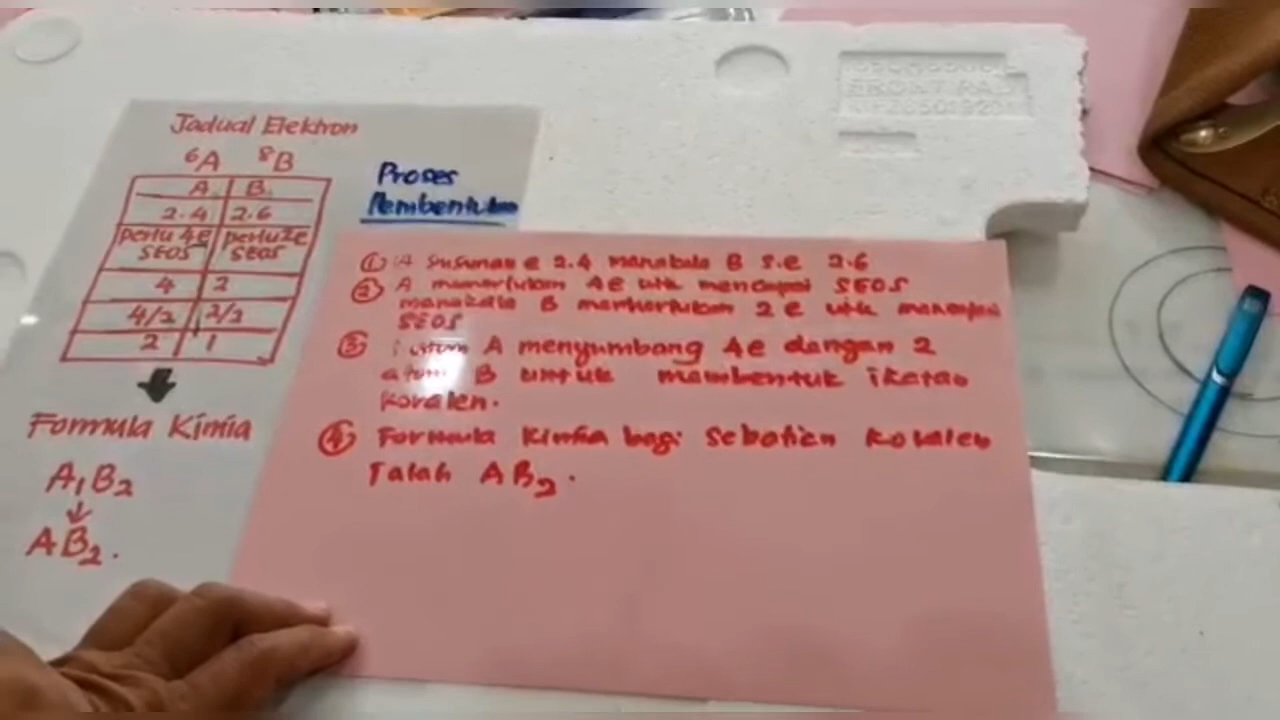 Jadual Elektron
6A 8B
A B
2.4 2.6
perlu 4e perlu 2e
SEOS SEOS
4 2
4/2 2/2
2 1
Formula Kimia
A1B2
AB2.
Proses
Pembentukan
① A susunan e 2.4 manakala B s.e 2.6
② A memerlukan 4e utk mencapai SEOS
manakala B memerlukan 2e utk mencapai
SEOS
③ 1 atom A menyumbang 4e dengan 2
atom B untuk membentuk ikatan
kovalen.
④ Formula kimia bagi sebatian kovalen
Ialah AB2.
FRONT PAD